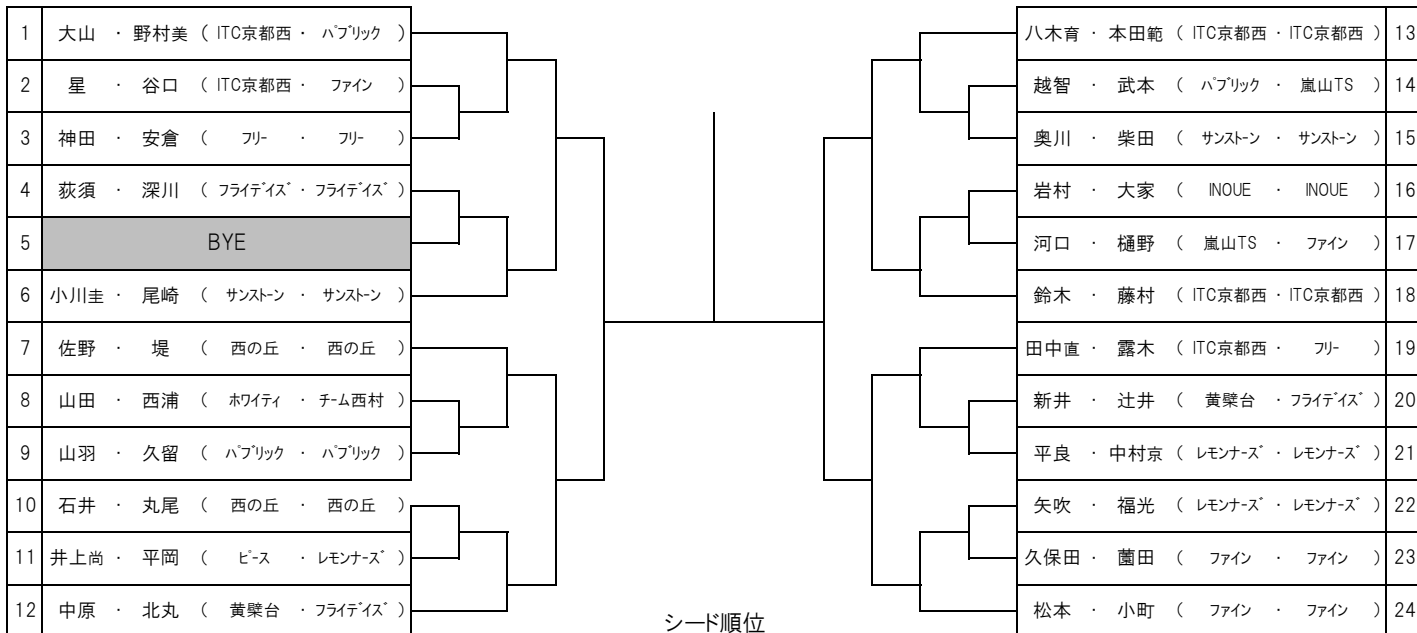 1 大山 ・ 野村美 ( ITC京都西 ・ パブリック )
2 星 ・ 谷口 ( ITC京都西 ・ ファイン )
3 神田 ・ 安倉 ( フリー ・ フリー )
4 荻須 ・ 深川 ( フライデイズ ・ フライデイズ )
5 BYE
6 小川圭 ・ 尾崎 ( サンストーン ・ サンストーン )
7 佐野 ・ 堤 ( 西の丘 ・ 西の丘 )
8 山田 ・ 西浦 ( ホワイティ ・ チーム西村 )
9 山羽 ・ 久留 ( パブリック ・ パブリック )
10 石井 ・ 丸尾 ( 西の丘 ・ 西の丘 )
11 井上尚 ・ 平岡 ( ピース ・ レモンナーズ )
12 中原 ・ 北丸 ( 黄檗台 ・ フライデイズ )
シード順位
八木育 ・ 本田範 ( ITC京都西 ・ ITC京都西 ) 13
越智 ・ 武本 ( パブリック ・ 嵐山TS ) 14
奥川 ・ 柴田 ( サンストーン ・ サンストーン ) 15
岩村 ・ 大家 ( INOUE ・ INOUE ) 16
河口 ・ 樋野 ( 嵐山TS ・ ファイン ) 17
鈴木 ・ 藤村 ( ITC京都西 ・ ITC京都西 ) 18
田中直 ・ 露木 ( ITC京都西 ・ フリー ) 19
新井 ・ 辻井 ( 黄檗台 ・ フライデイズ ) 20
平良 ・ 中村京 ( レモンナーズ ・ レモンナーズ ) 21
矢吹 ・ 福光 ( レモンナーズ ・ レモンナーズ ) 22
久保田 ・ 薗田 ( ファイン ・ ファイン ) 23
松本 ・ 小町 ( ファイン ・ ファイン ) 24